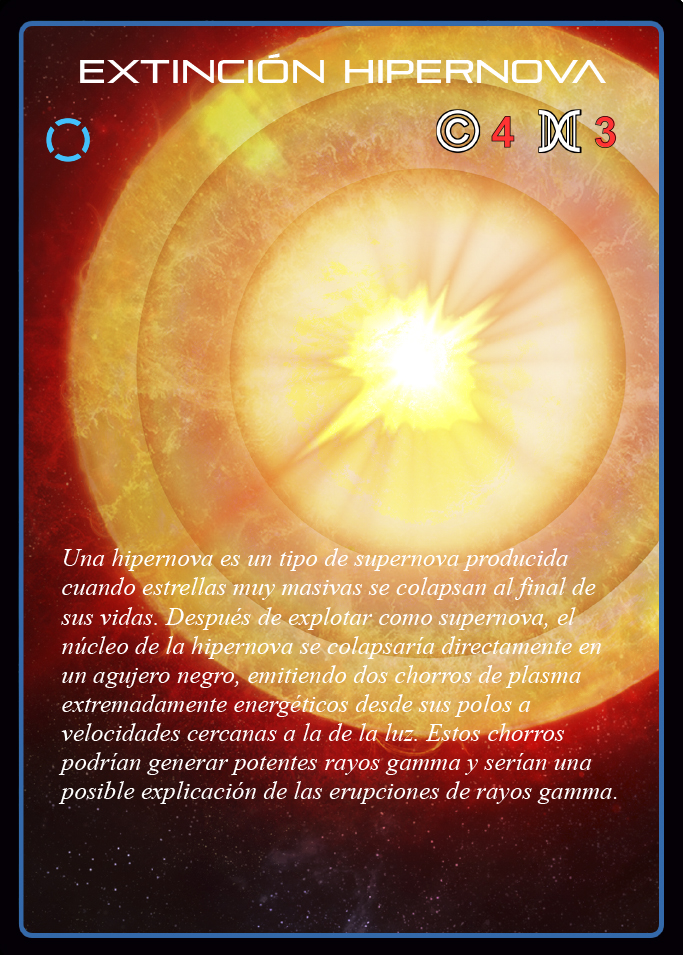 EXTINCIÓN HIPERNOVA
© 4 3
Una hipernova es un tipo de supernova producida
cuando estrellas muy masivas se colapsan al final de
sus vidas. Después de explotar como supernova, el
núcleo de la hipernova se colapsaría directamente en
un agujero negro, emitiendo dos chorros de plasma
extremadamente energéticos desde sus polos a
velocidades cercanas a la de la luz. Estos chorros
podrían generar potentes rayos gamma y serían una
posible explicación de las erupciones de rayos gamma.